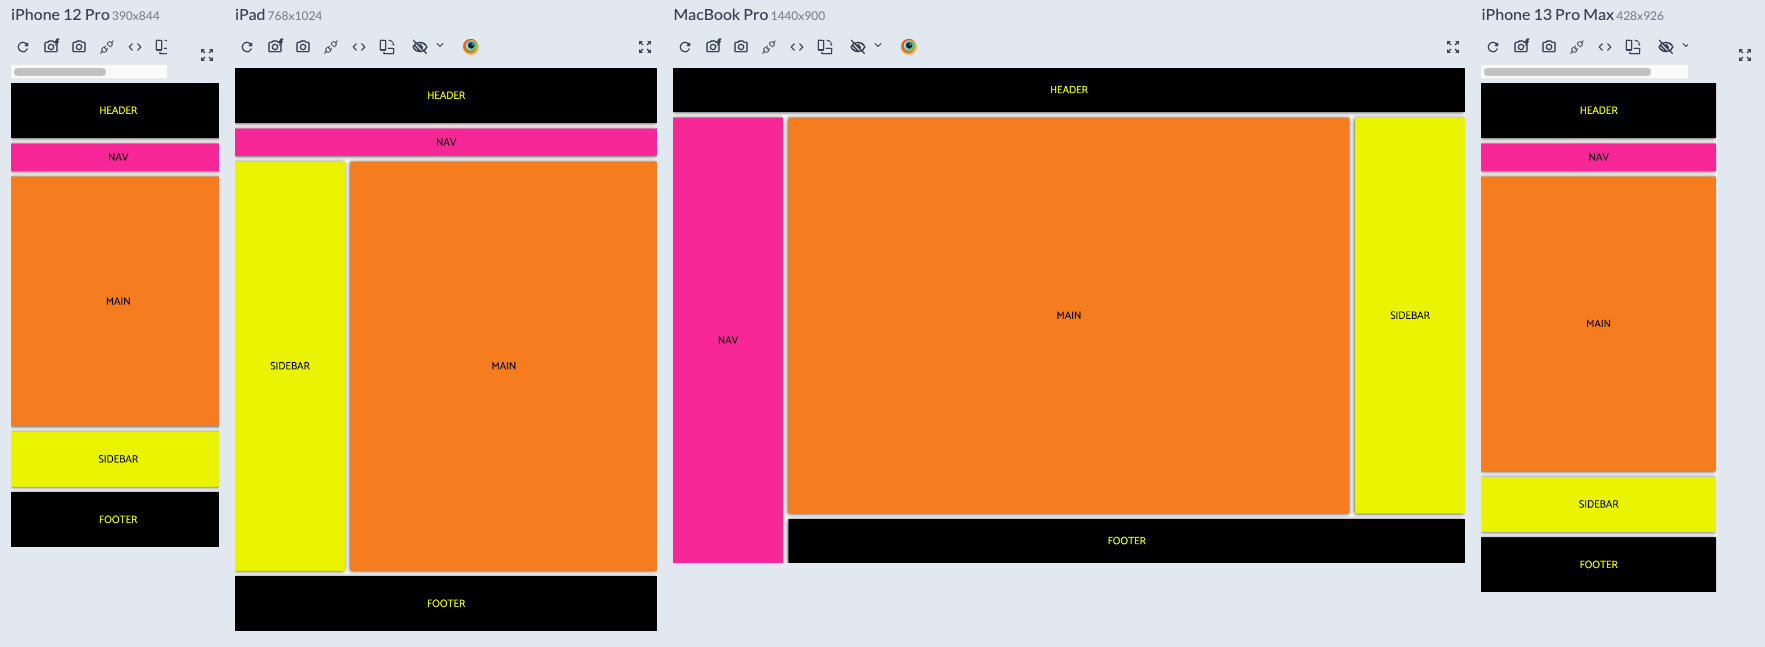 iPhone 12 Pro 390x844
HEADER
NAV
MAIN
SIDEBAR
FOOTER
iPad 768x1024
HEADER
NAV
SIDEBAR
MAIN
FOOTER
MacBook Pro 1440x900
HEADER
NAV
MAIN
SIDEBAR
FOOTER
iPhone 13 Pro Max 428x926
HEADER
NAV
MAIN
SIDEBAR
FOOTER